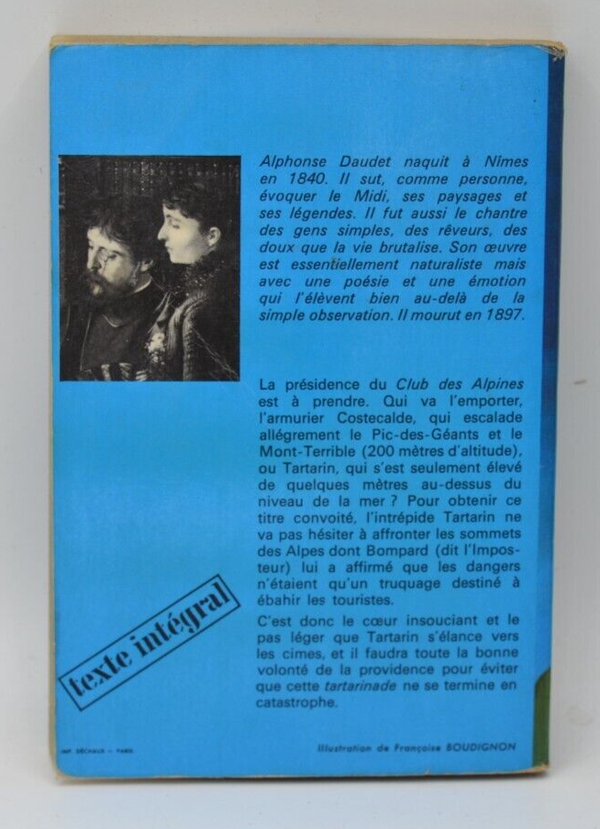 Alphonse Daudet naquit à Nîmes
en 1840. Il sut, comme personne,
évoquer le Midi, ses paysages et
ses légendes. Il fut aussi le chantre
des gens simples, des rêveurs, des
doux que la vie brutalise. Son œuvre
est essentiellement naturaliste mais
avec une poésie et une émotion
qui l'élèvent bien au-delà de la
simple observation. Il mourut en 1897.
La présidence du Club des Alpines
est à prendre. Qui va l'emporter,
l'armurier Costecalde, qui escalade
allégrement le Pic-des-Géants et le
Mont-Terrible (200 mètres d'altitude),
ou Tartarin, qui s'est seulement élevé
de quelques mètres au-dessus du
niveau de la mer ? Pour obtenir ce
titre convoité, l'intrépide Tartarin ne
va pas hésiter à affronter les sommets
des Alpes dont Bompard (dit l'Impos-
teur) lui a affirmé que les dangers
n'étaient qu'un truquage destiné à
ébahir les touristes.
C'est donc le cœur insouciant et le
pas léger que Tartarin s'élance vers
les cimes, et il faudra toute la bonne
volonté de la providence pour éviter
que cette tartarinade ne se termine en
catastrophe.
texte intégral
IMP. DÉCHAUX - PARIS
Illustration de Françoise BOUDIGNON